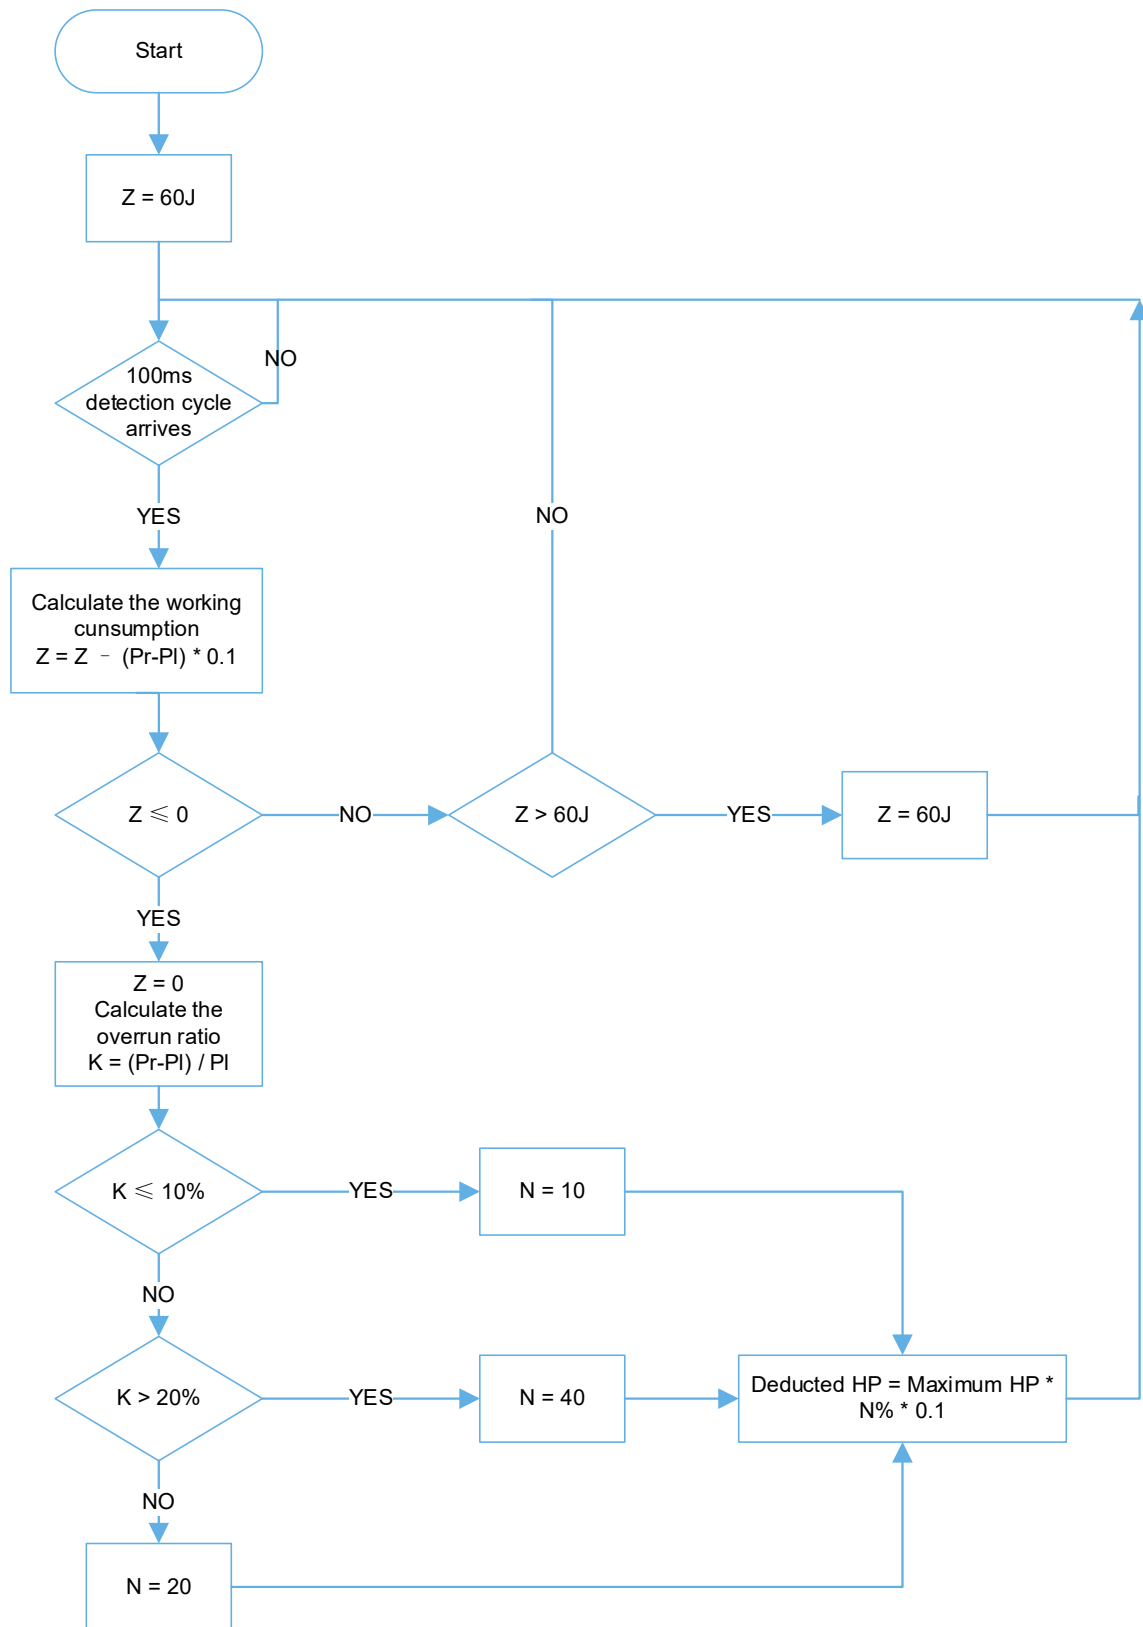 Start
Z = 60J
NO
100ms
detection cycle
arrives
YES
NO
Calculate the working
cunsumption
Z = Z － (Pr-Pl) * 0.1
Z ≤ 0
NO
Z > 60J
YES
Z = 60J
YES
Z = 0
Calculate the
overrun ratio
K = (Pr-Pl) / Pl
K ≤ 10%
YES
N = 10
NO
K > 20%
YES
N = 40
Deducted HP = Maximum HP *
N% * 0.1
NO
N = 20